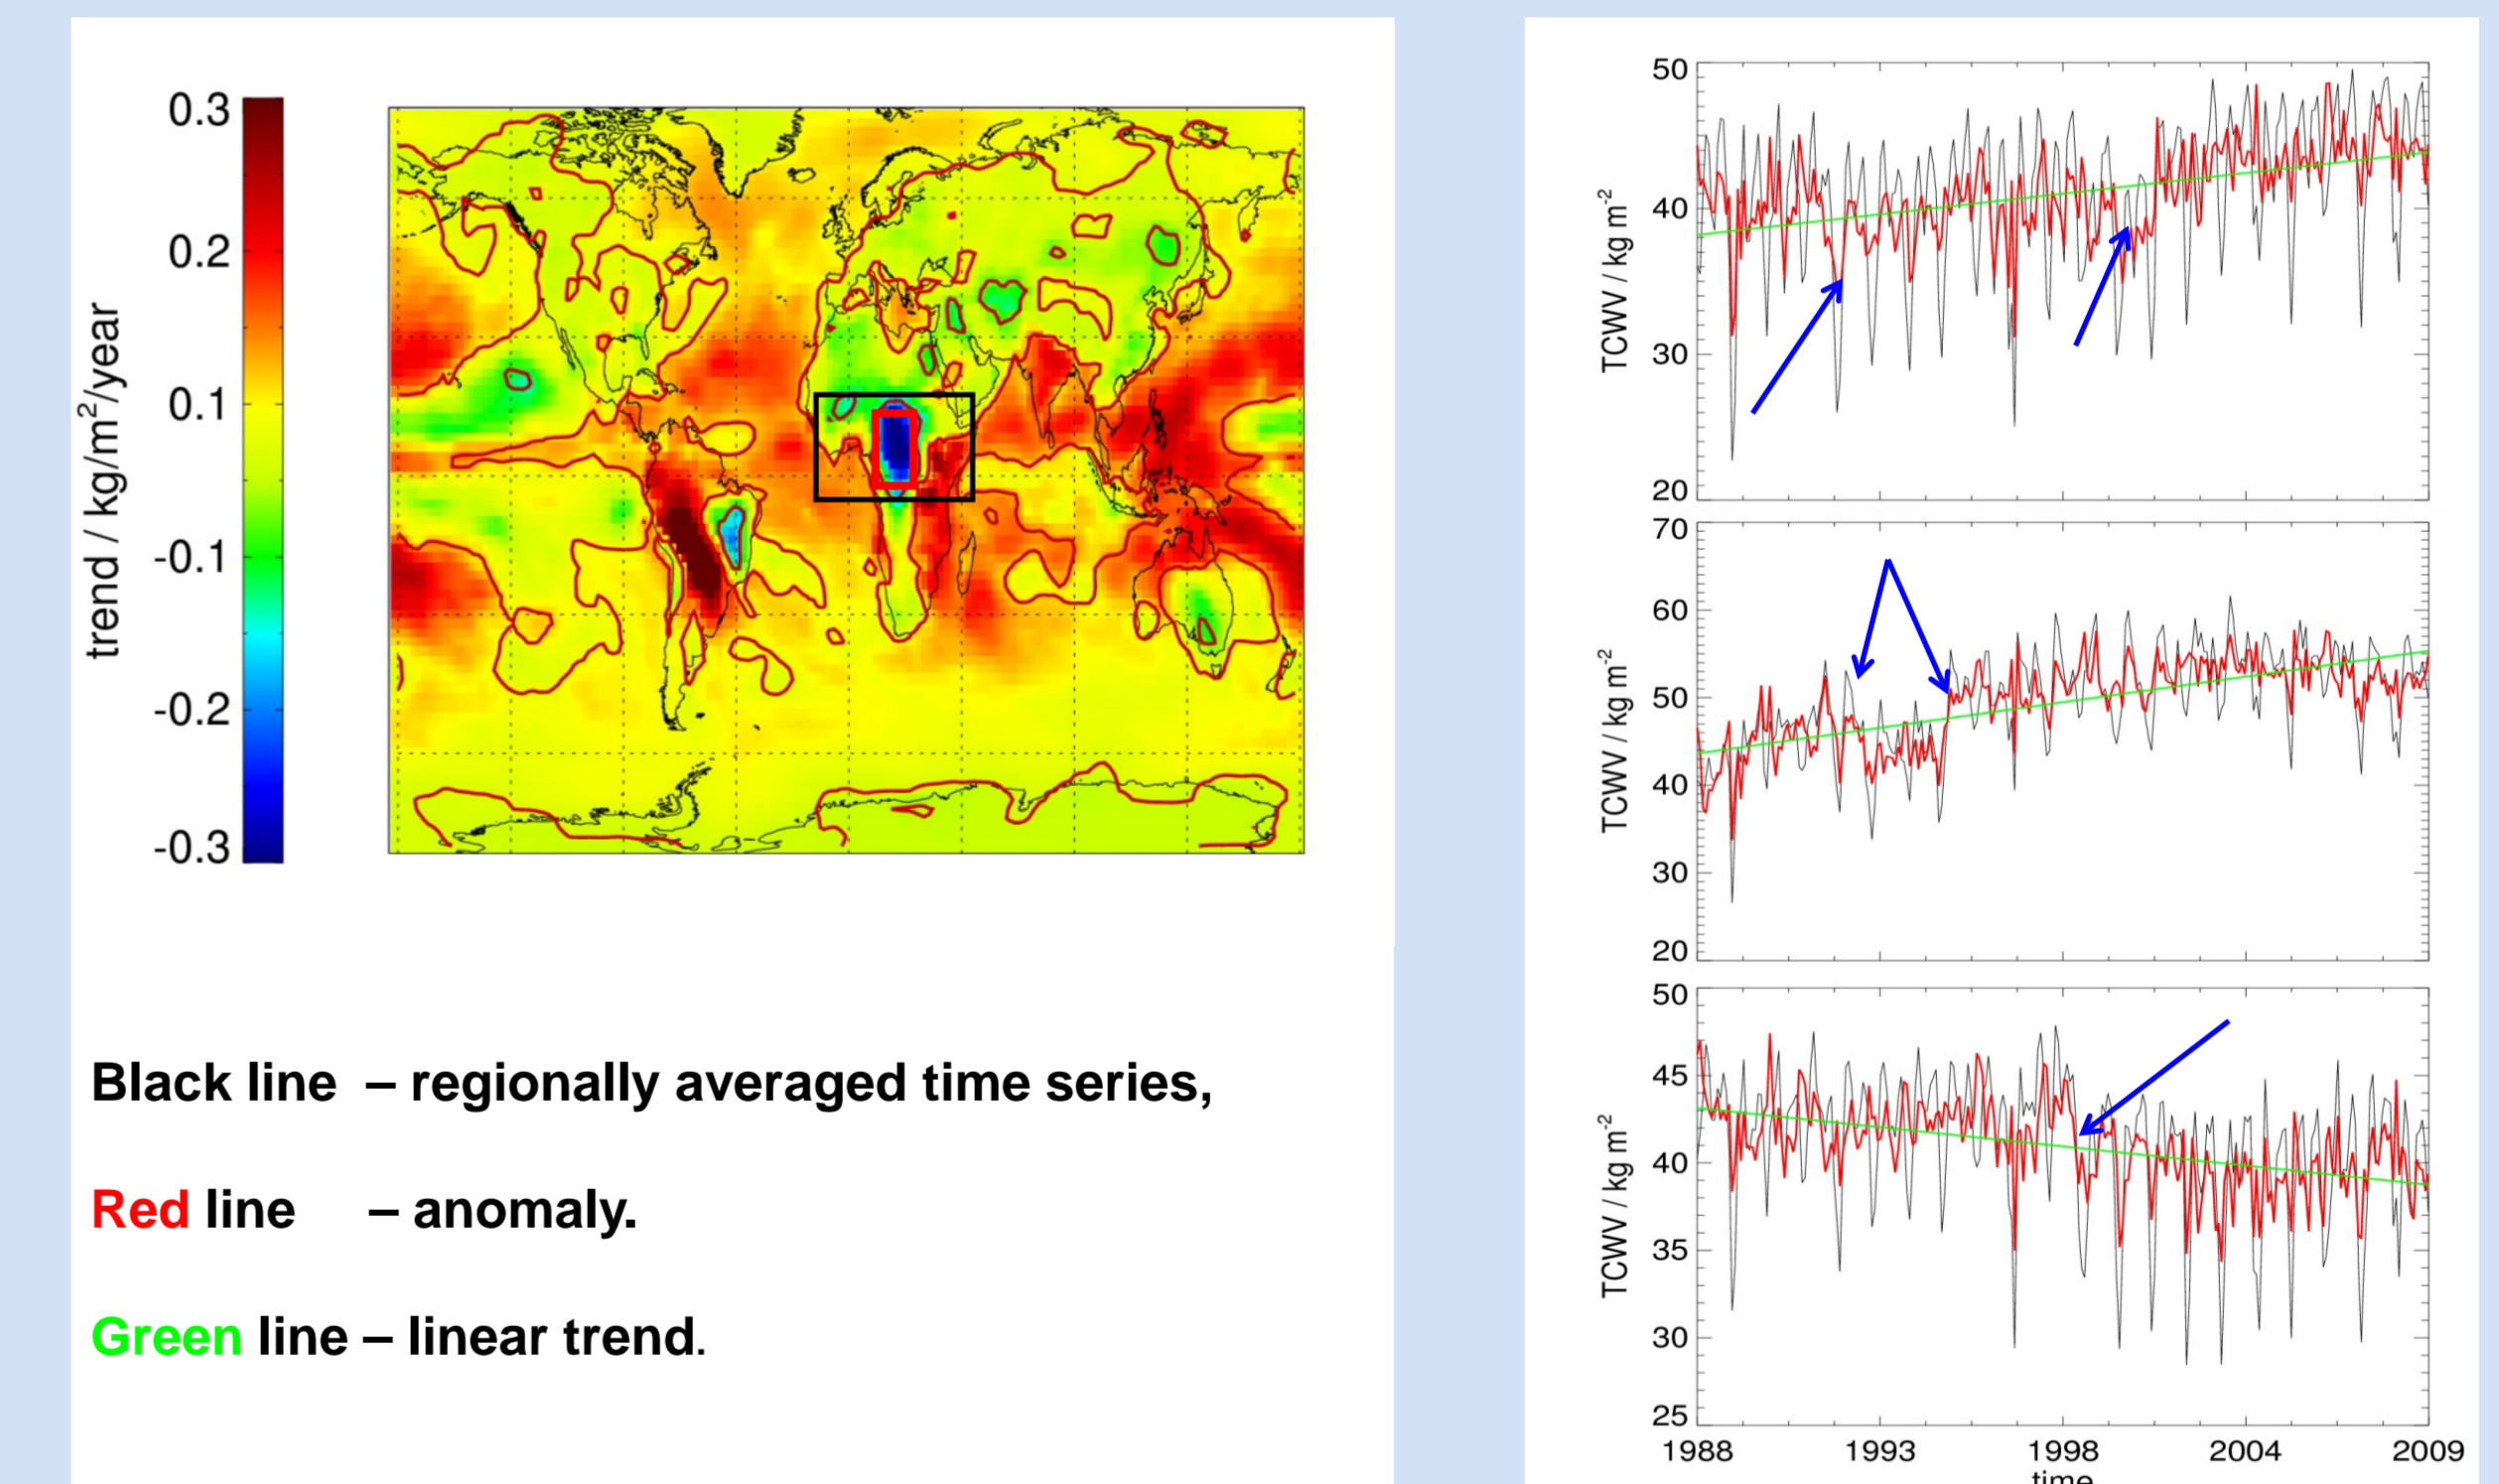 0.3
0.2
0.1
-0.1
-0.2
-0.3
trend / kg/m²/year
Black line – regionally averaged time series,
Red line – anomaly.
Green line – linear trend.
50
40
30
20
TCWV / kg m⁻²
70
60
50
40
30
20
TCWV / kg m⁻²
50
45
40
35
30
25
TCWV / kg m⁻²
1988 1993 1998 2004 2009
time